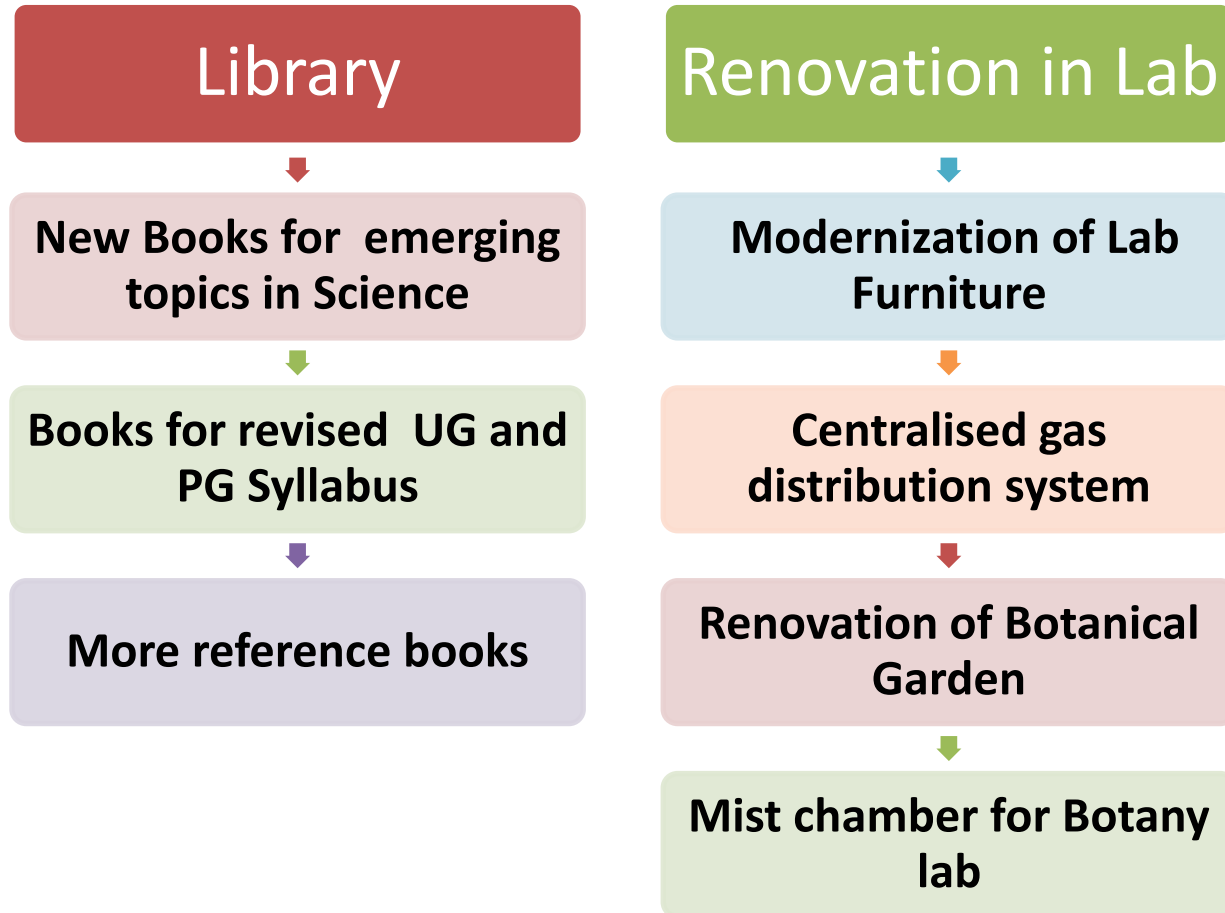 Library
New Books for  emerging
topics in Science
Books for revised  UG and
PG Syllabus
More reference books
Renovation in Lab
Modernization of Lab
Furniture
Centralised gas
distribution system
Renovation of Botanical
Garden
Mist chamber for Botany
lab